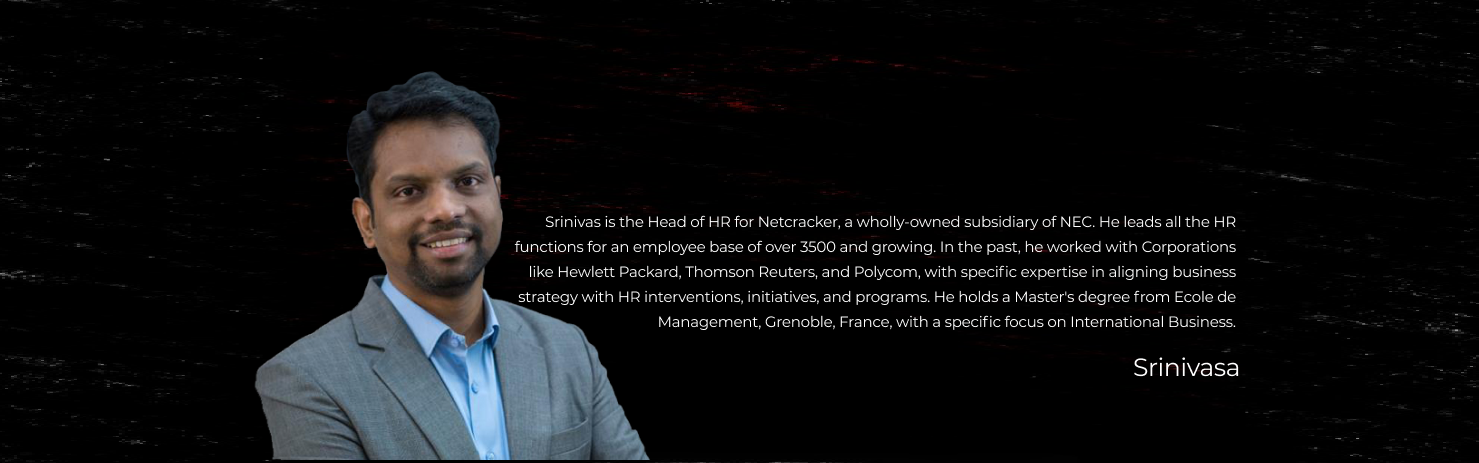 Srinivas is the Head of HR for Netcracker, a wholly-owned subsidiary of NEC. He leads all the HR
functions for an employee base of over 3500 and growing. In the past, he worked with Corporations
like Hewlett Packard, Thomson Reuters, and Polycom, with specific expertise in aligning business
strategy with HR interventions, initiatives, and programs. He holds a Master's degree from Ecole de
Management, Grenoble, France, with a specific focus on International Business.
Srinivasa